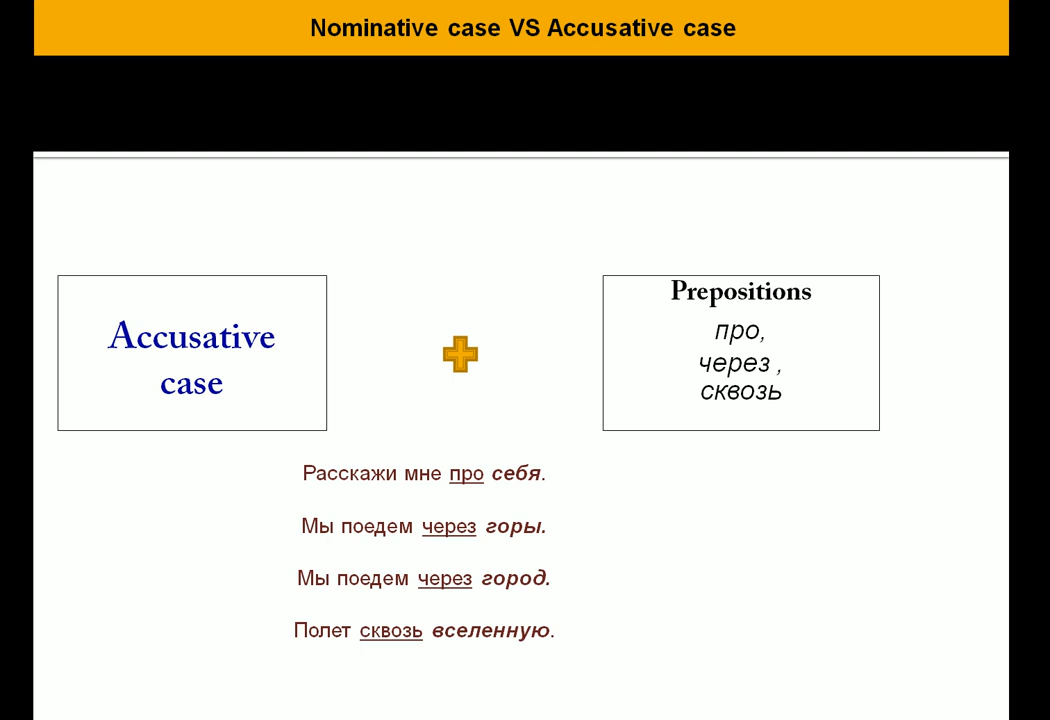 Nominative case VS Accusative case
Accusative
case
Prepositions
про,
через ,
сквозь
Расскажи мне про себя.
Мы поедем через горы.
Мы поедем через город.
Полет сквозь вселенную.